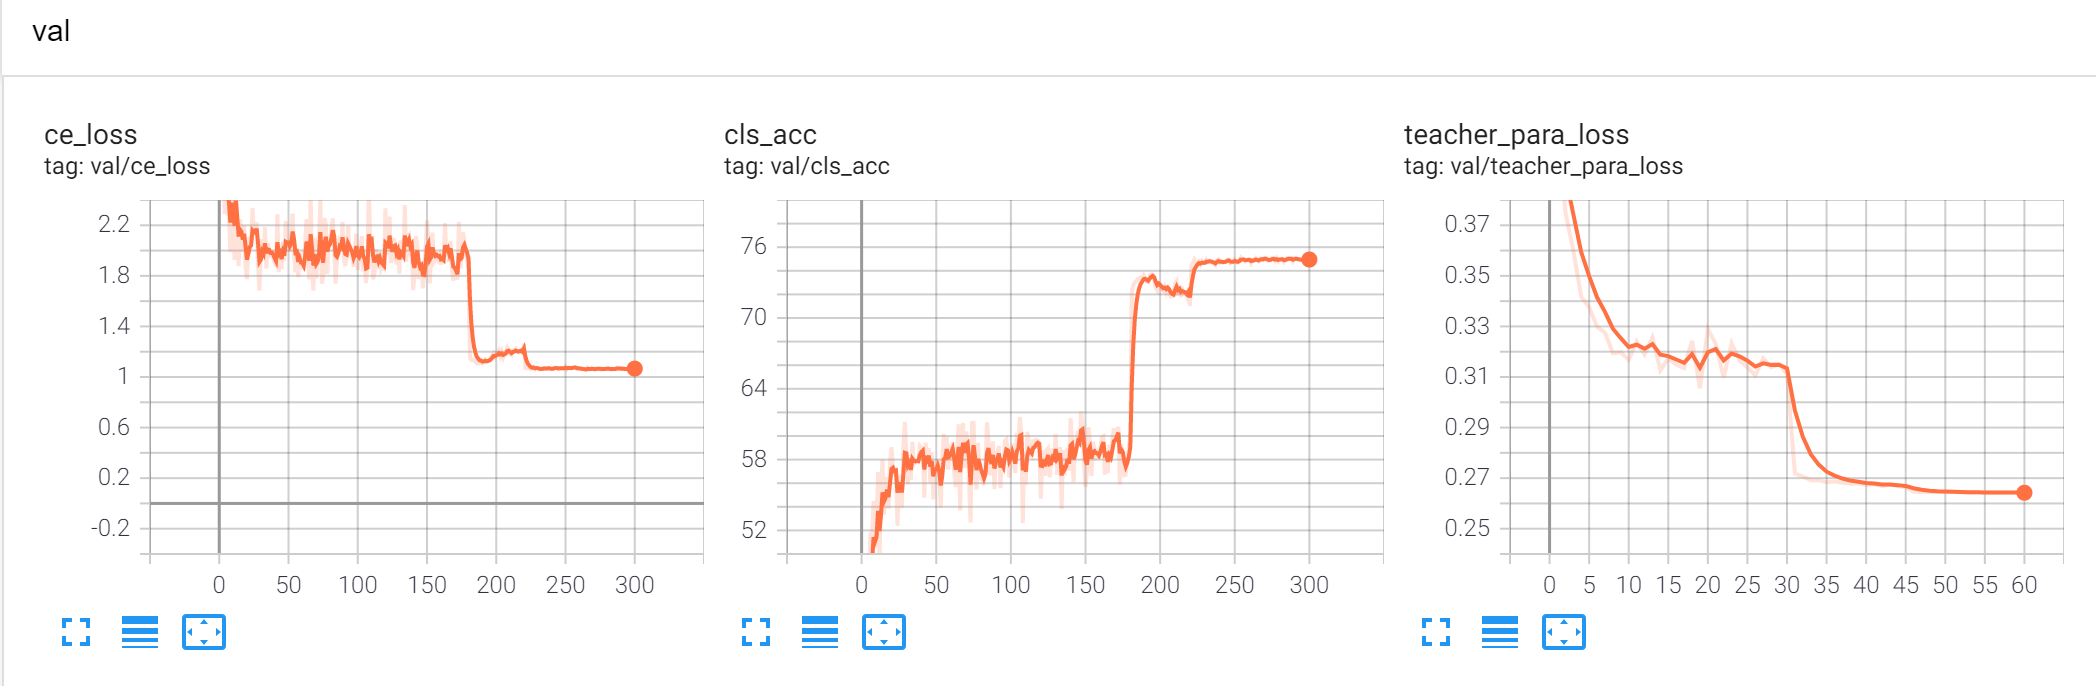 val
ce_loss
tag: val/ce_loss
2.2
1.8
1.4
1
0.6
0.2
-0.2
0 50 100 150 200 250 300
cls_acc
tag: val/cls_acc
76
70
64
58
52
0 50 100 150 200 250 300
teacher_para_loss
tag: val/teacher_para_loss
0.37
0.35
0.33
0.31
0.29
0.27
0.25
0 5 10 15 20 25 30 35 40 45 50 55 60